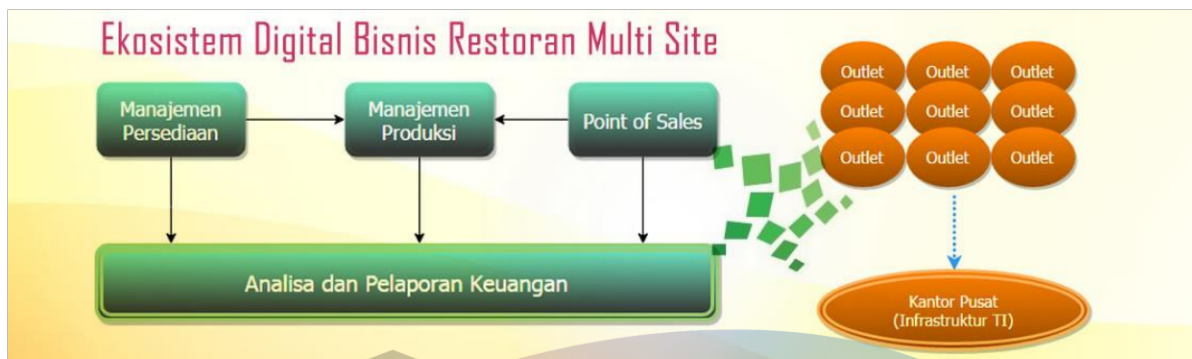 Ekosistem Digital Bisnis Restoran Multi Site
Manajemen
Persediaan
Manajemen
Produksi
Point of Sales
Analisa dan Pelaporan Keuangan
Outlet Outlet Outlet
Outlet Outlet Outlet
Outlet Outlet Outlet
Kantor Pusat
(Infrastruktur TI)